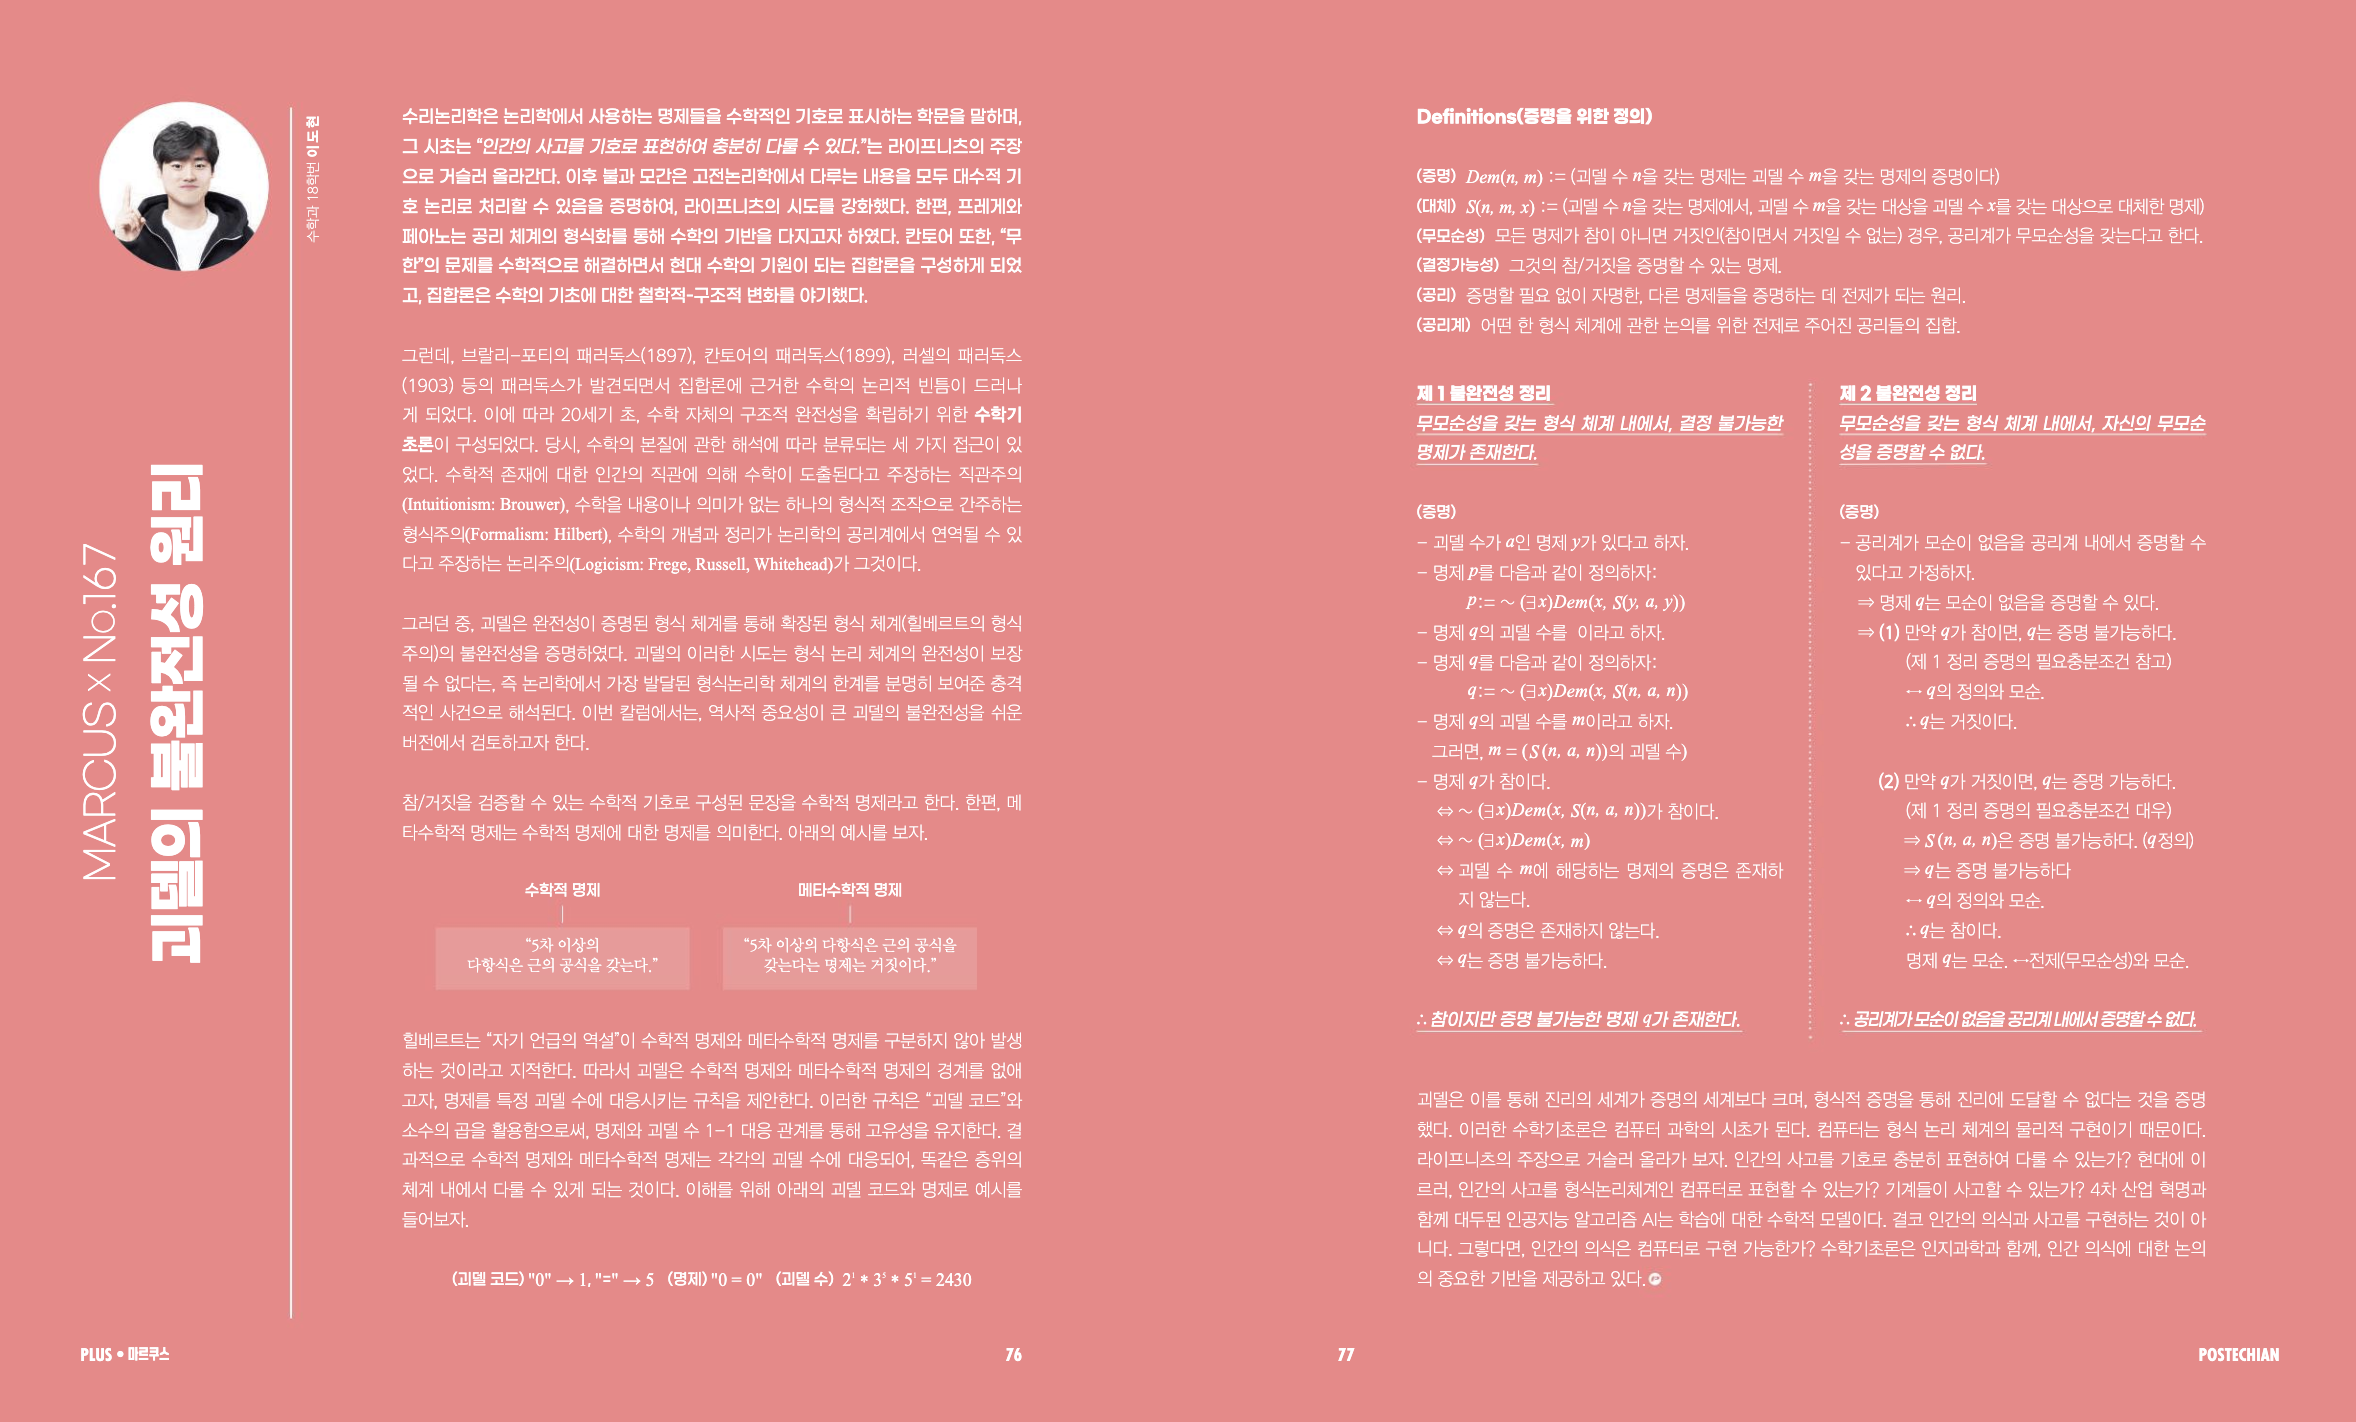 MARCUS x No.167
괴델의 불완전성 원리
수학과 18학번 이도현
수리논리학은 논리학에서 사용하는 명제들을 수학적인 기호로 표시하는 학문을 말하며,
그 시초는 “인간의 사고를 기호로 표현하여 충분히 다룰 수 있다.”는 라이프니츠의 주장
으로 거슬러 올라간다. 이후 불과 모간은 고전논리학에서 다루는 내용을 모두 대수적 기
호 논리로 처리할 수 있음을 증명하여, 라이프니츠의 시도를 강화했다. 한편, 프레게와
페아노는 공리 체계의 형식화를 통해 수학의 기반을 다지고자 하였다. 칸토어 또한, “무
한”의 문제를 수학적으로 해결하면서 현대 수학의 기원이 되는 집합론을 구성하게 되었
고, 집합론은 수학의 기초에 대한 철학적-구조적 변화를 야기했다.
그런데, 브랄리-포티의 패러독스(1897), 칸토어의 패러독스(1899), 러셀의 패러독스
(1903) 등의 패러독스가 발견되면서 집합론에 근거한 수학의 논리적 빈틈이 드러나
게 되었다. 이에 따라 20세기 초, 수학 자체의 구조적 완전성을 확립하기 위한 수학기
초론이 구성되었다. 당시, 수학의 본질에 관한 해석에 따라 분류되는 세 가지 접근이 있
었다. 수학적 존재에 대한 인간의 직관에 의해 수학이 도출된다고 주장하는 직관주의
(Intuitionism: Brouwer), 수학을 내용이나 의미가 없는 하나의 형식적 조작으로 간주하는
형식주의(Formalism: Hilbert), 수학의 개념과 정리가 논리학의 공리계에서 연역될 수 있
다고 주장하는 논리주의(Logicism: Frege, Russell, Whitehead)가 그것이다.
그러던 중, 괴델은 완전성이 증명된 형식 체계를 통해 확장된 형식 체계(힐베르트의 형식
주의)의 불완전성을 증명하였다. 괴델의 이러한 시도는 형식 논리 체계의 완전성이 보장
될 수 없다는, 즉 논리학에서 가장 발달된 형식논리학 체계의 한계를 분명히 보여준 충격
적인 사건으로 해석된다. 이번 칼럼에서는, 역사적 중요성이 큰 괴델의 불완전성을 쉬운
버전에서 검토하고자 한다.
참/거짓을 검증할 수 있는 수학적 기호로 구성된 문장을 수학적 명제라고 한다. 한편, 메
타수학적 명제는 수학적 명제에 대한 명제를 의미한다. 아래의 예시를 보자.
수학적 명제
“5차 이상의
다항식은 근의 공식을 갖는다.”
메타수학적 명제
“5차 이상의 다항식은 근의 공식을
갖는다는 명제는 거짓이다.”
힐베르트는 “자기 언급의 역설”이 수학적 명제와 메타수학적 명제를 구분하지 않아 발생
하는 것이라고 지적한다. 따라서 괴델은 수학적 명제와 메타수학적 명제의 경계를 없애
고자, 명제를 특정 괴델 수에 대응시키는 규칙을 제안한다. 이러한 규칙은 “괴델 코드”와
소수의 곱을 활용함으로써, 명제와 괴델 수 1-1 대응 관계를 통해 고유성을 유지한다. 결
과적으로 수학적 명제와 메타수학적 명제는 각각의 괴델 수에 대응되어, 똑같은 층위의
체계 내에서 다룰 수 있게 되는 것이다. 이해를 위해 아래의 괴델 코드와 명제로 예시를
들어보자.
(괴델 코드) "0" → 1, "=" → 5 (명제) "0 = 0" (괴델 수) 2¹ * 3⁵ * 5¹ = 2430
PLUS • 마르쿠스
76
Definitions(증명을 위한 정의)
(증명) Dem(n, m) := (괴델 수 n을 갖는 명제는 괴델 수 m을 갖는 명제의 증명이다)
(대체) S(n, m, x) := (괴델 수 n을 갖는 명제에서, 괴델 수 m을 갖는 대상을 괴델 수 x를 갖는 대상으로 대체한 명제)
(무모순성) 모든 명제가 참이 아니면 거짓인(참이면서 거짓일 수 없는) 경우, 공리계가 무모순성을 갖는다고 한다.
(결정가능성) 그것의 참/거짓을 증명할 수 있는 명제.
(공리) 증명할 필요 없이 자명한, 다른 명제들을 증명하는 데 전제가 되는 원리.
(공리계) 어떤 한 형식 체계에 관한 논의를 위한 전제로 주어진 공리들의 집합.
제 1 불완전성 정리
무모순성을 갖는 형식 체계 내에서, 결정 불가능한
명제가 존재한다.
(증명)
- 괴델 수가 a인 명제 y가 있다고 하자.
- 명제 p를 다음과 같이 정의하자:
p:= ~ (∃x)Dem(x, S(y, a, y))
- 명제 q의 괴델 수를 이라고 하자.
- 명제 q를 다음과 같이 정의하자:
q:= ~ (∃x)Dem(x, S(n, a, n))
- 명제 q의 괴델 수를 m이라고 하자.
그러면, m = ( S (n, a, n))의 괴델 수)
- 명제 q가 참이다.
⇔ ~ (∃x)Dem(x, S(n, a, n))가 참이다.
⇔ ~ (∃x)Dem(x, m)
⇔ 괴델 수 m에 해당하는 명제의 증명은 존재하
지 않는다.
⇔ q의 증명은 존재하지 않는다.
⇔ q는 증명 불가능하다.
∴ 참이지만 증명 불가능한 명제 q가 존재한다.
제 2 불완전성 정리
무모순성을 갖는 형식 체계 내에서, 자신의 무모순
성을 증명할 수 없다.
(증명)
- 공리계가 모순이 없음을 공리계 내에서 증명할 수
있다고 가정하자.
⇒ 명제 q는 모순이 없음을 증명할 수 있다.
⇒ (1) 만약 q가 참이면, q는 증명 불가능하다.
(제 1 정리 증명의 필요충분조건 참고)
↔ q의 정의와 모순.
∴ q는 거짓이다.
(2) 만약 q가 거짓이면, q는 증명 가능하다.
(제 1 정리 증명의 필요충분조건 대우)
⇒ S (n, a, n)은 증명 불가능하다. (q정의)
⇒ q는 증명 불가능하다
↔ q의 정의와 모순.
∴ q는 참이다.
명제 q는 모순. ↔전제(무모순성)와 모순.
∴ 공리계가 모순이 없음을 공리계 내에서 증명할 수 없다.
괴델은 이를 통해 진리의 세계가 증명의 세계보다 크며, 형식적 증명을 통해 진리에 도달할 수 없다는 것을 증명
했다. 이러한 수학기초론은 컴퓨터 과학의 시초가 된다. 컴퓨터는 형식 논리 체계의 물리적 구현이기 때문이다.
라이프니츠의 주장으로 거슬러 올라가 보자. 인간의 사고를 기호로 충분히 표현하여 다룰 수 있는가? 현대에 이
르러, 인간의 사고를 형식논리체계인 컴퓨터로 표현할 수 있는가? 기계들이 사고할 수 있는가? 4차 산업 혁명과
함께 대두된 인공지능 알고리즘 AI는 학습에 대한 수학적 모델이다. 결코 인간의 의식과 사고를 구현하는 것이 아
니다. 그렇다면, 인간의 의식은 컴퓨터로 구현 가능한가? 수학기초론은 인지과학과 함께, 인간 의식에 대한 논의
의 중요한 기반을 제공하고 있다.
77
POSTECHIAN